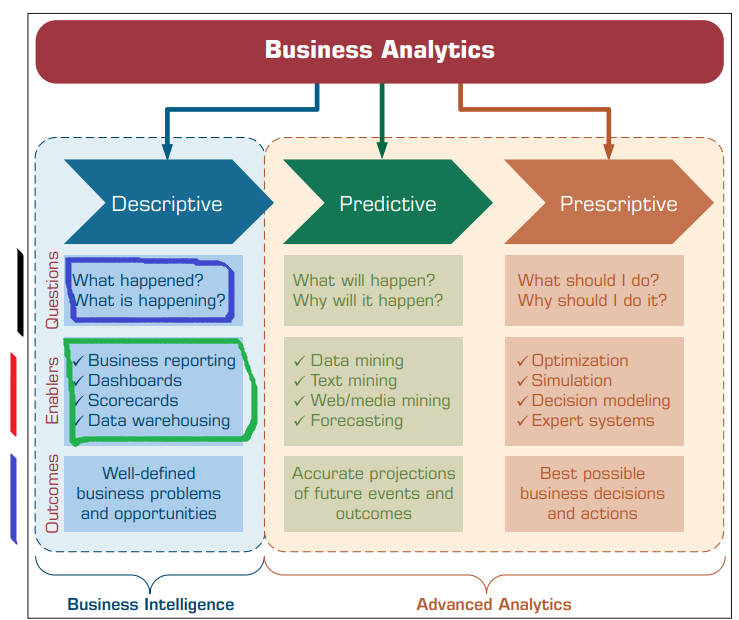 Business Analytics
Descriptive
Predictive
Prescriptive
Questions
What happened?
What is happening?
What will happen?
Why will it happen?
What should I do?
Why should I do it?
Enablers
✓ Business reporting
✓ Dashboards
✓ Scorecards
✓ Data warehousing
✓ Data mining
✓ Text mining
✓ Web/media mining
✓ Forecasting
✓ Optimization
✓ Simulation
✓ Decision modeling
✓ Expert systems
Outcomes
Well-defined
business problems
and opportunities
Accurate projections
of future events and
outcomes
Best possible
business decisions
and actions
Business Intelligence
Advanced Analytics